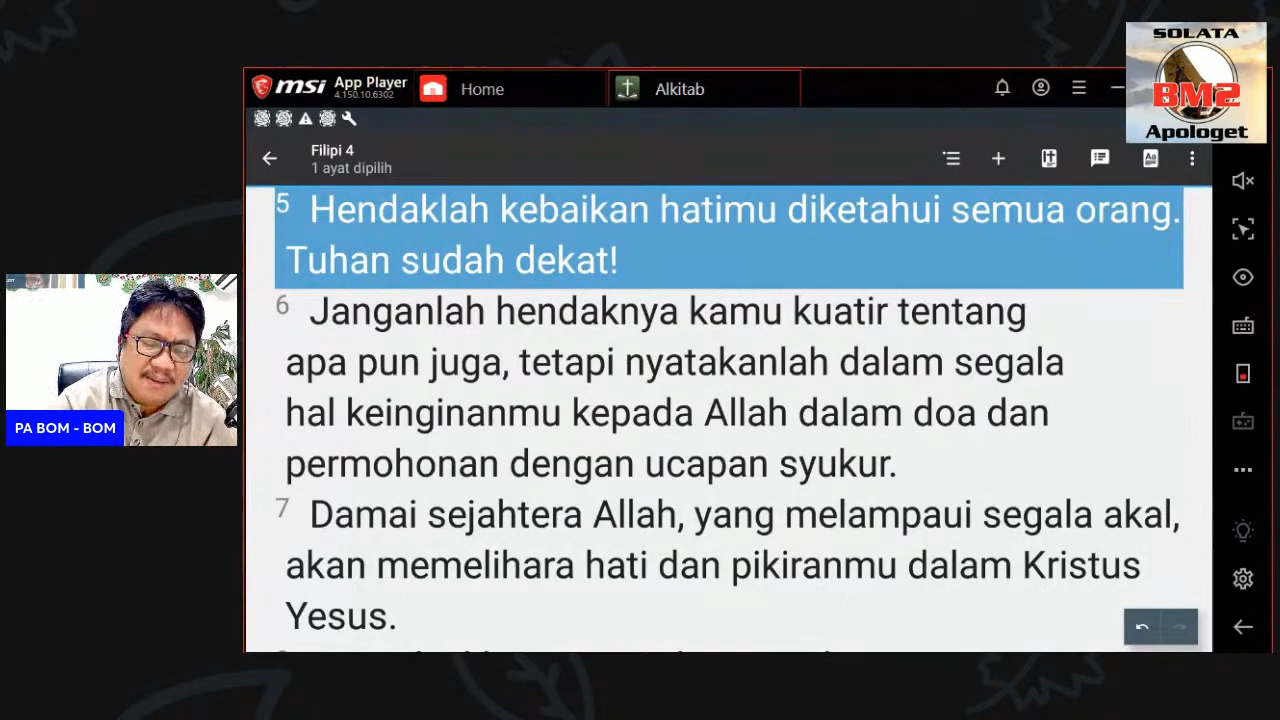 SOLATA
BM2
Apologet
msi App Player
4.150.10.6302
Home
Alkitab
Filipi 4
1 ayat dipilih
5 Hendaklah kebaikan hatimu diketahui semua orang.
Tuhan sudah dekat!
6 Janganlah hendaknya kamu kuatir tentang
apa pun juga, tetapi nyatakanlah dalam segala
hal keinginanmu kepada Allah dalam doa dan
permohonan dengan ucapan syukur.
7 Damai sejahtera Allah, yang melampaui segala akal,
akan memelihara hati dan pikiranmu dalam Kristus
Yesus.
PA BOM - BOM